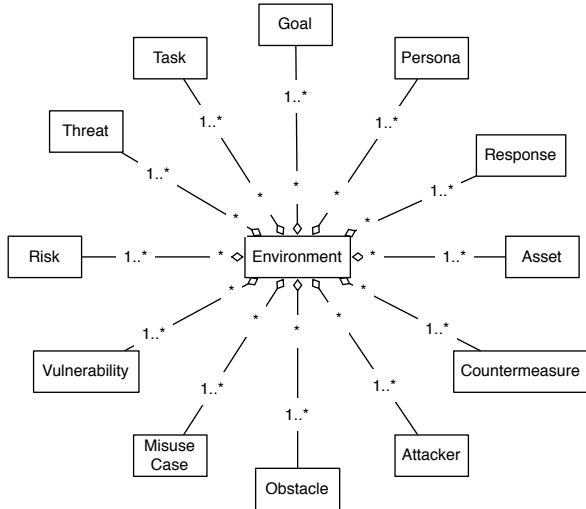 Goal
Task
Persona
1..*
Threat
1..*
1..*
Response
1..*
1..*
*
*
*
*
*
Risk
1..*
*
Environment
*
1..*
Asset
*
*
*
*
*
1..*
1..*
Vulnerability
Countermeasure
1..*
1..*
1..*
Misuse
Case
Attacker
Obstacle